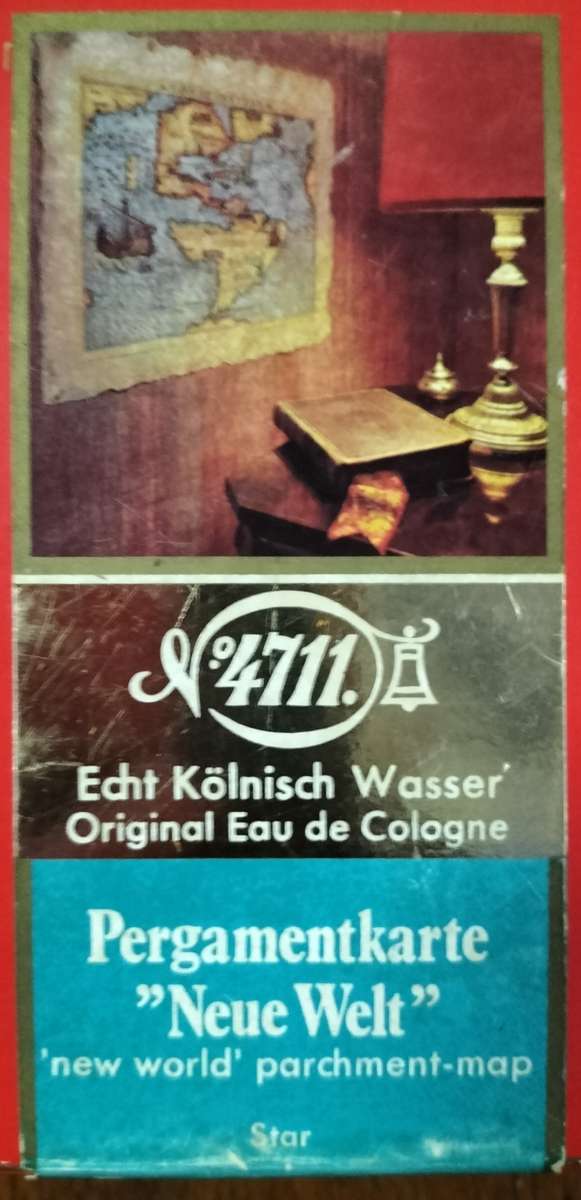 No 4711.
Echt Kölnisch Wasser
Original Eau de Cologne
Pergamentkarte
”Neue Welt”
'new world' parchment-map
Star